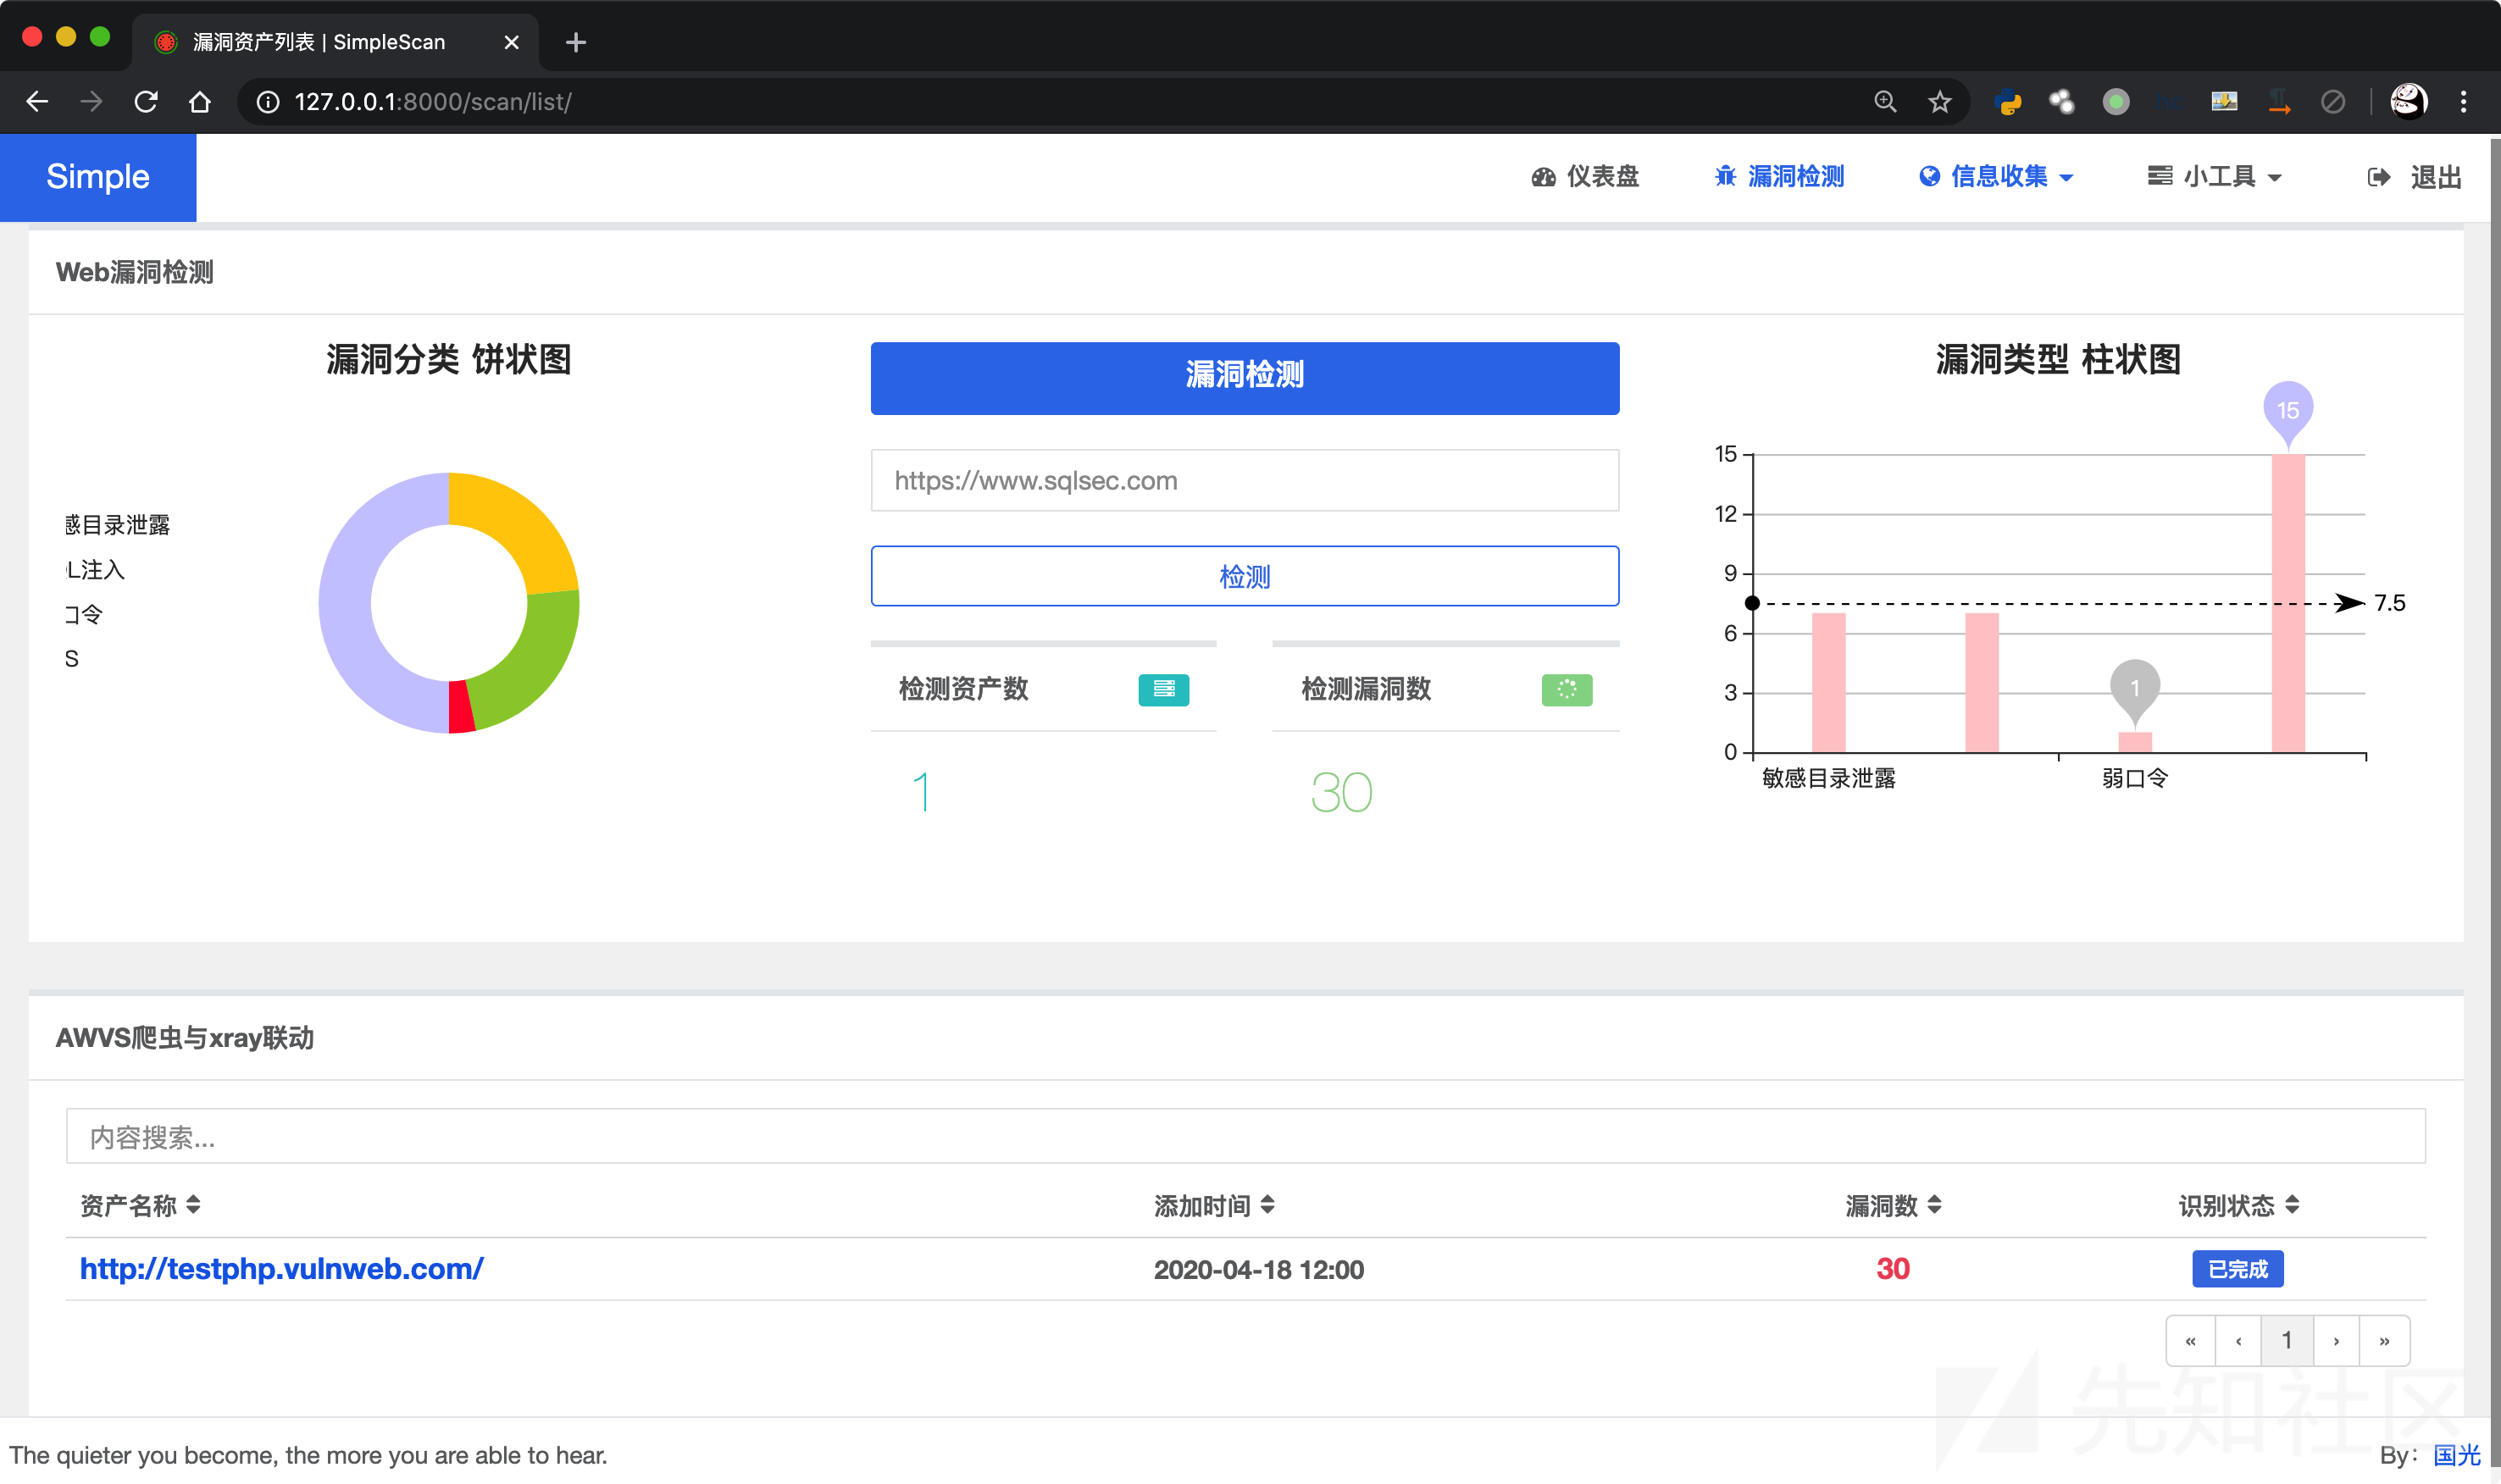 漏洞资产列表 | SimpleScan
127.0.0.1:8000/scan/list/
Simple
仪表盘
漏洞检测
信息收集
小工具
退出
Web漏洞检测
漏洞分类 饼状图
感目录泄露
L注入
口令
S
漏洞检测
https://www.sqlsec.com
检测
检测资产数
1
检测漏洞数
30
漏洞类型 柱状图
15
15
12
9
7.5
6
3
1
0
敏感目录泄露
弱口令
AWVS爬虫与xray联动
内容搜索...
资产名称 添加时间 漏洞数 识别状态
http://testphp.vulnweb.com/ 2020-04-18 12:00 30 已完成
« ‹ 1 › »
先知社区
The quieter you become, the more you are able to hear.
By：国光